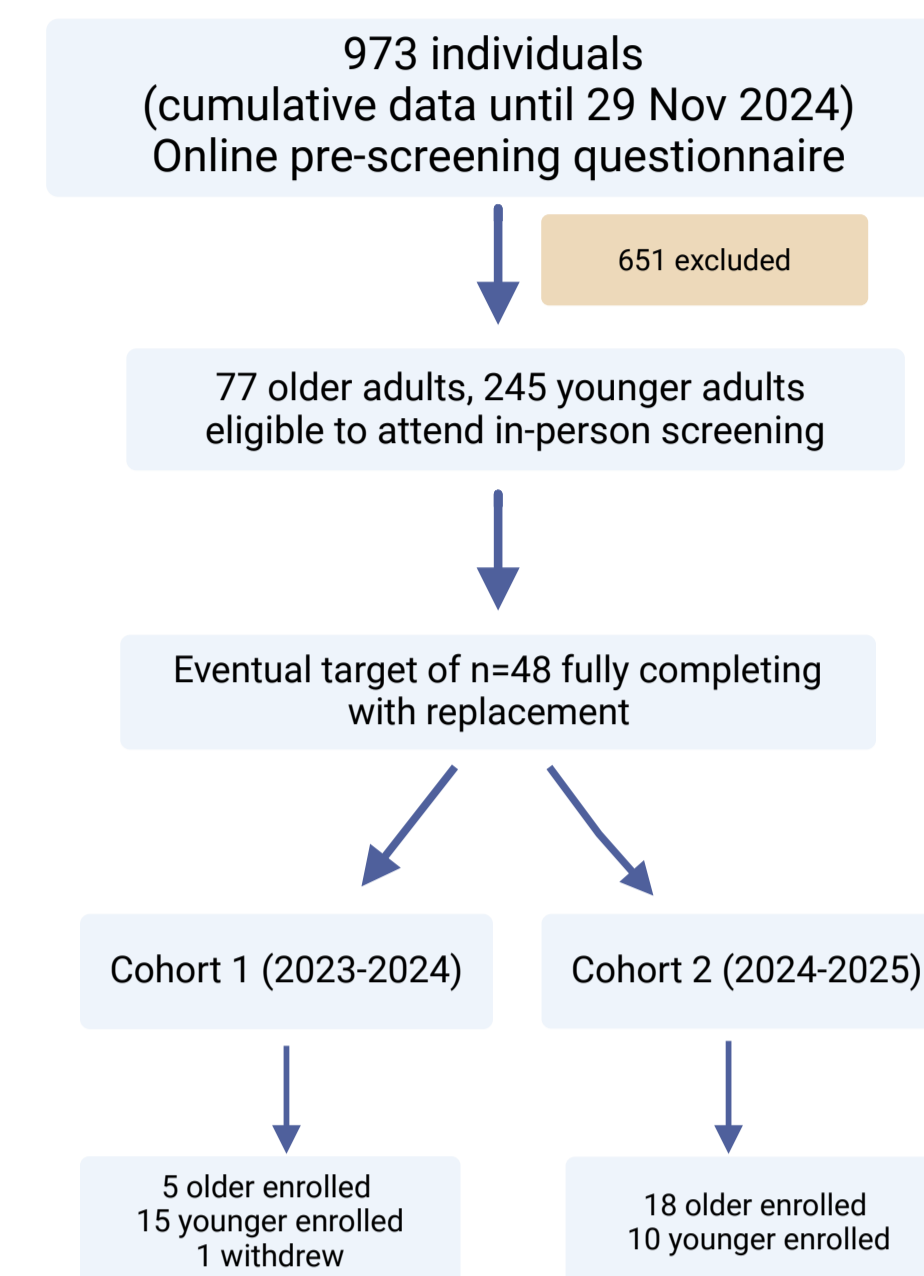 973 individuals
(cumulative data until 29 Nov 2024)
Online pre-screening questionnaire
651 excluded
77 older adults, 245 younger adults
eligible to attend in-person screening
Eventual target of n=48 fully completing
with replacement
Cohort 1 (2023-2024)
Cohort 2 (2024-2025)
5 older enrolled
15 younger enrolled
1 withdrew
18 older enrolled
10 younger enrolled